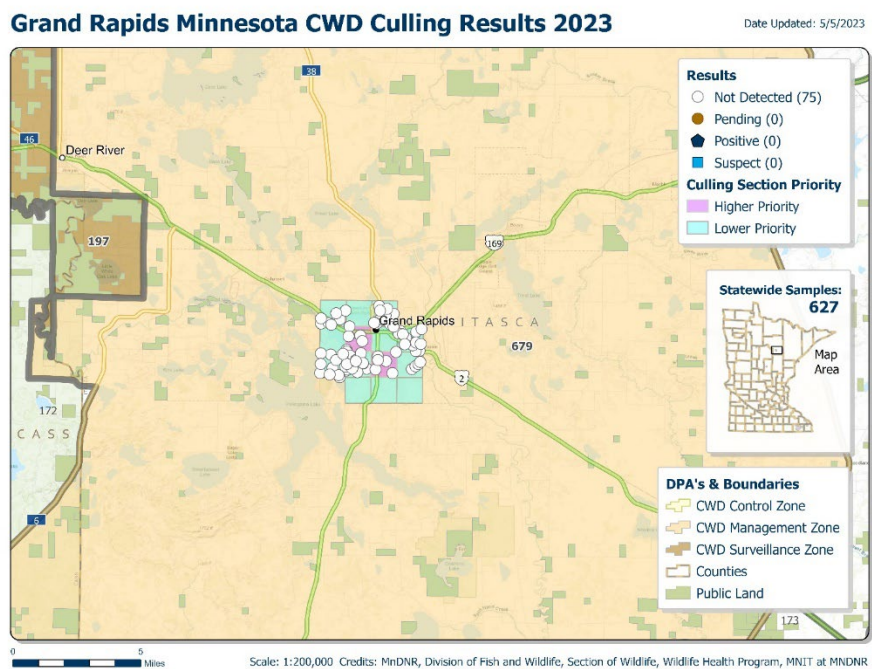 Grand Rapids Minnesota CWD Culling Results 2023
Date Updated: 5/5/2023
38
Results
Not Detected (75)
Pending (0)
Positive (0)
Suspect (0)
Culling Section Priority
Higher Priority
Lower Priority
46
Deer River
197
169
Grand Rapids
ITASCA
679
2
Statewide Samples:
627
Map
Area
172
CASS
6
DPA's & Boundaries
CWD Control Zone
CWD Management Zone
CWD Surveillance Zone
Counties
Public Land
173
0 5
Miles
Scale: 1:200,000 Credits: MnDNR, Division of Fish and Wildlife, Section of Wildlife, Wildlife Health Program, MNIT at MNDNR